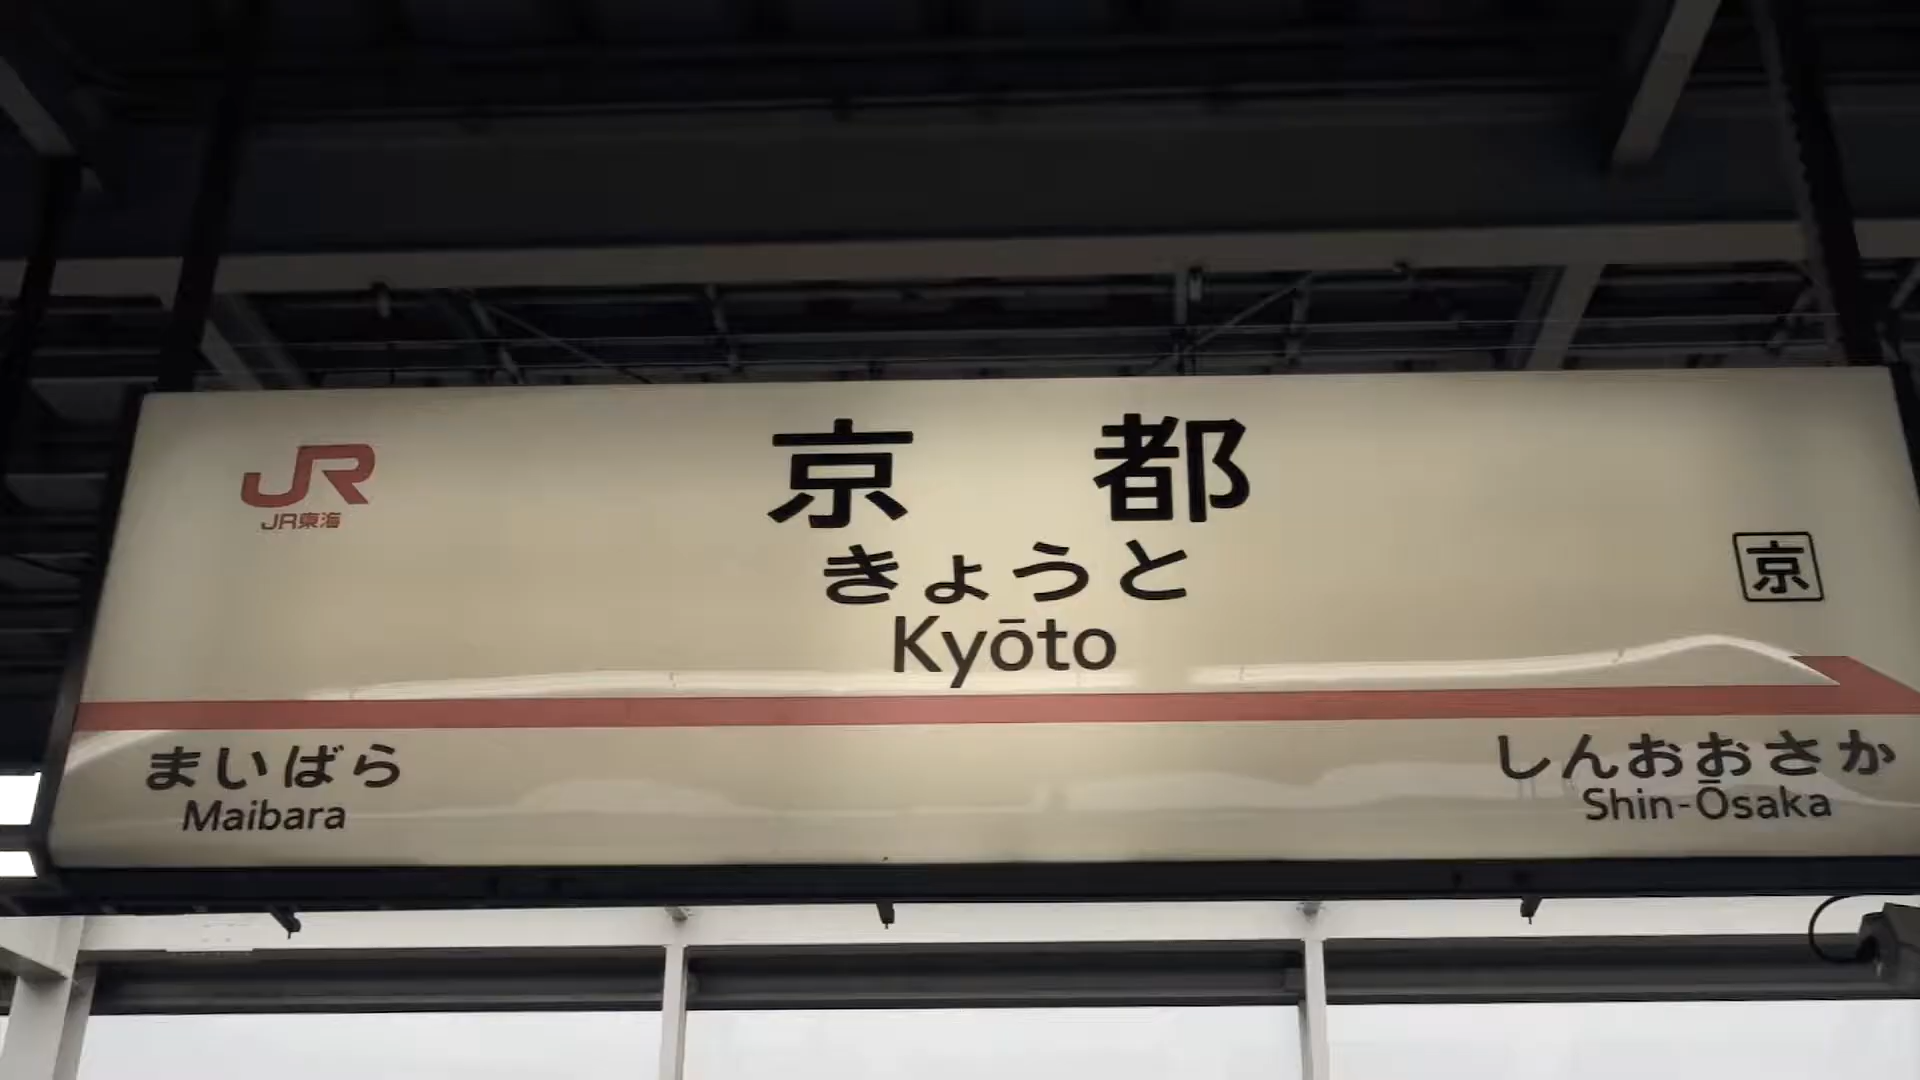 JR
JR東海
京都
きょうと
Kyōto
京
まいばら
Maibara
しんおおさか
Shin-Ōsaka